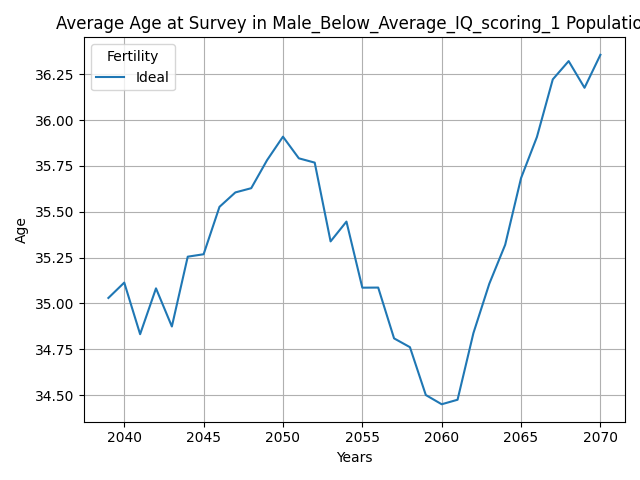 Average Age at Survey in Male_Below_Average_IQ_scoring_1 Populatio
Fertility
Ideal
Age
36.25
36.00
35.75
35.50
35.25
35.00
34.75
34.50
2040 2045 2050 2055 2060 2065 2070
Years